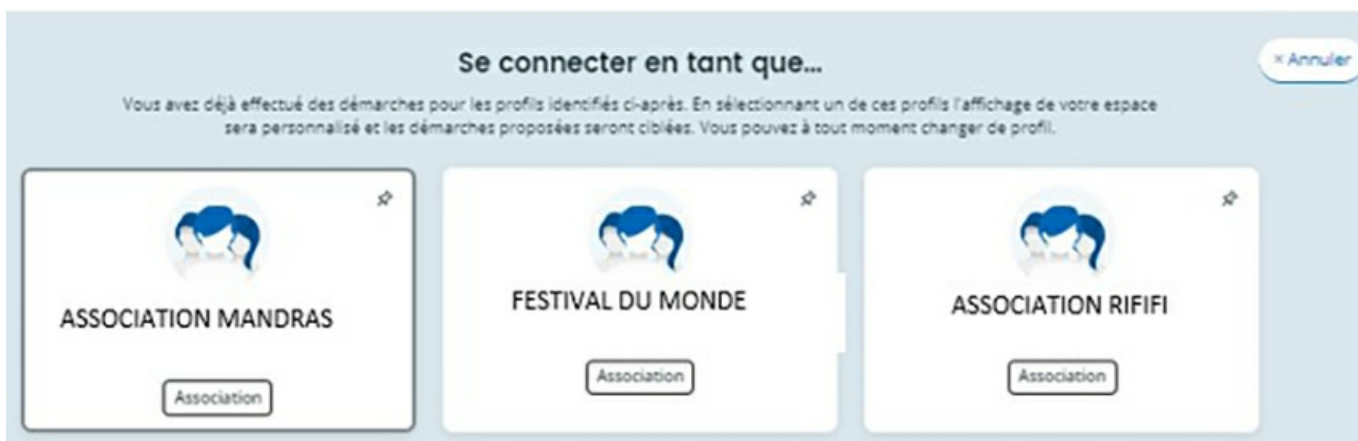 Se connecter en tant que...
× Annuler
Vous avez déjà effectué des démarches pour les profils identifiés ci-après. En sélectionnant un de ces profils l'affichage de votre espace
sera personnalisé et les démarches proposées seront ciblées. Vous pouvez à tout moment changer de profil.
ASSOCIATION MANDRAS
Association
FESTIVAL DU MONDE
Association
ASSOCIATION RIFIFI
Association